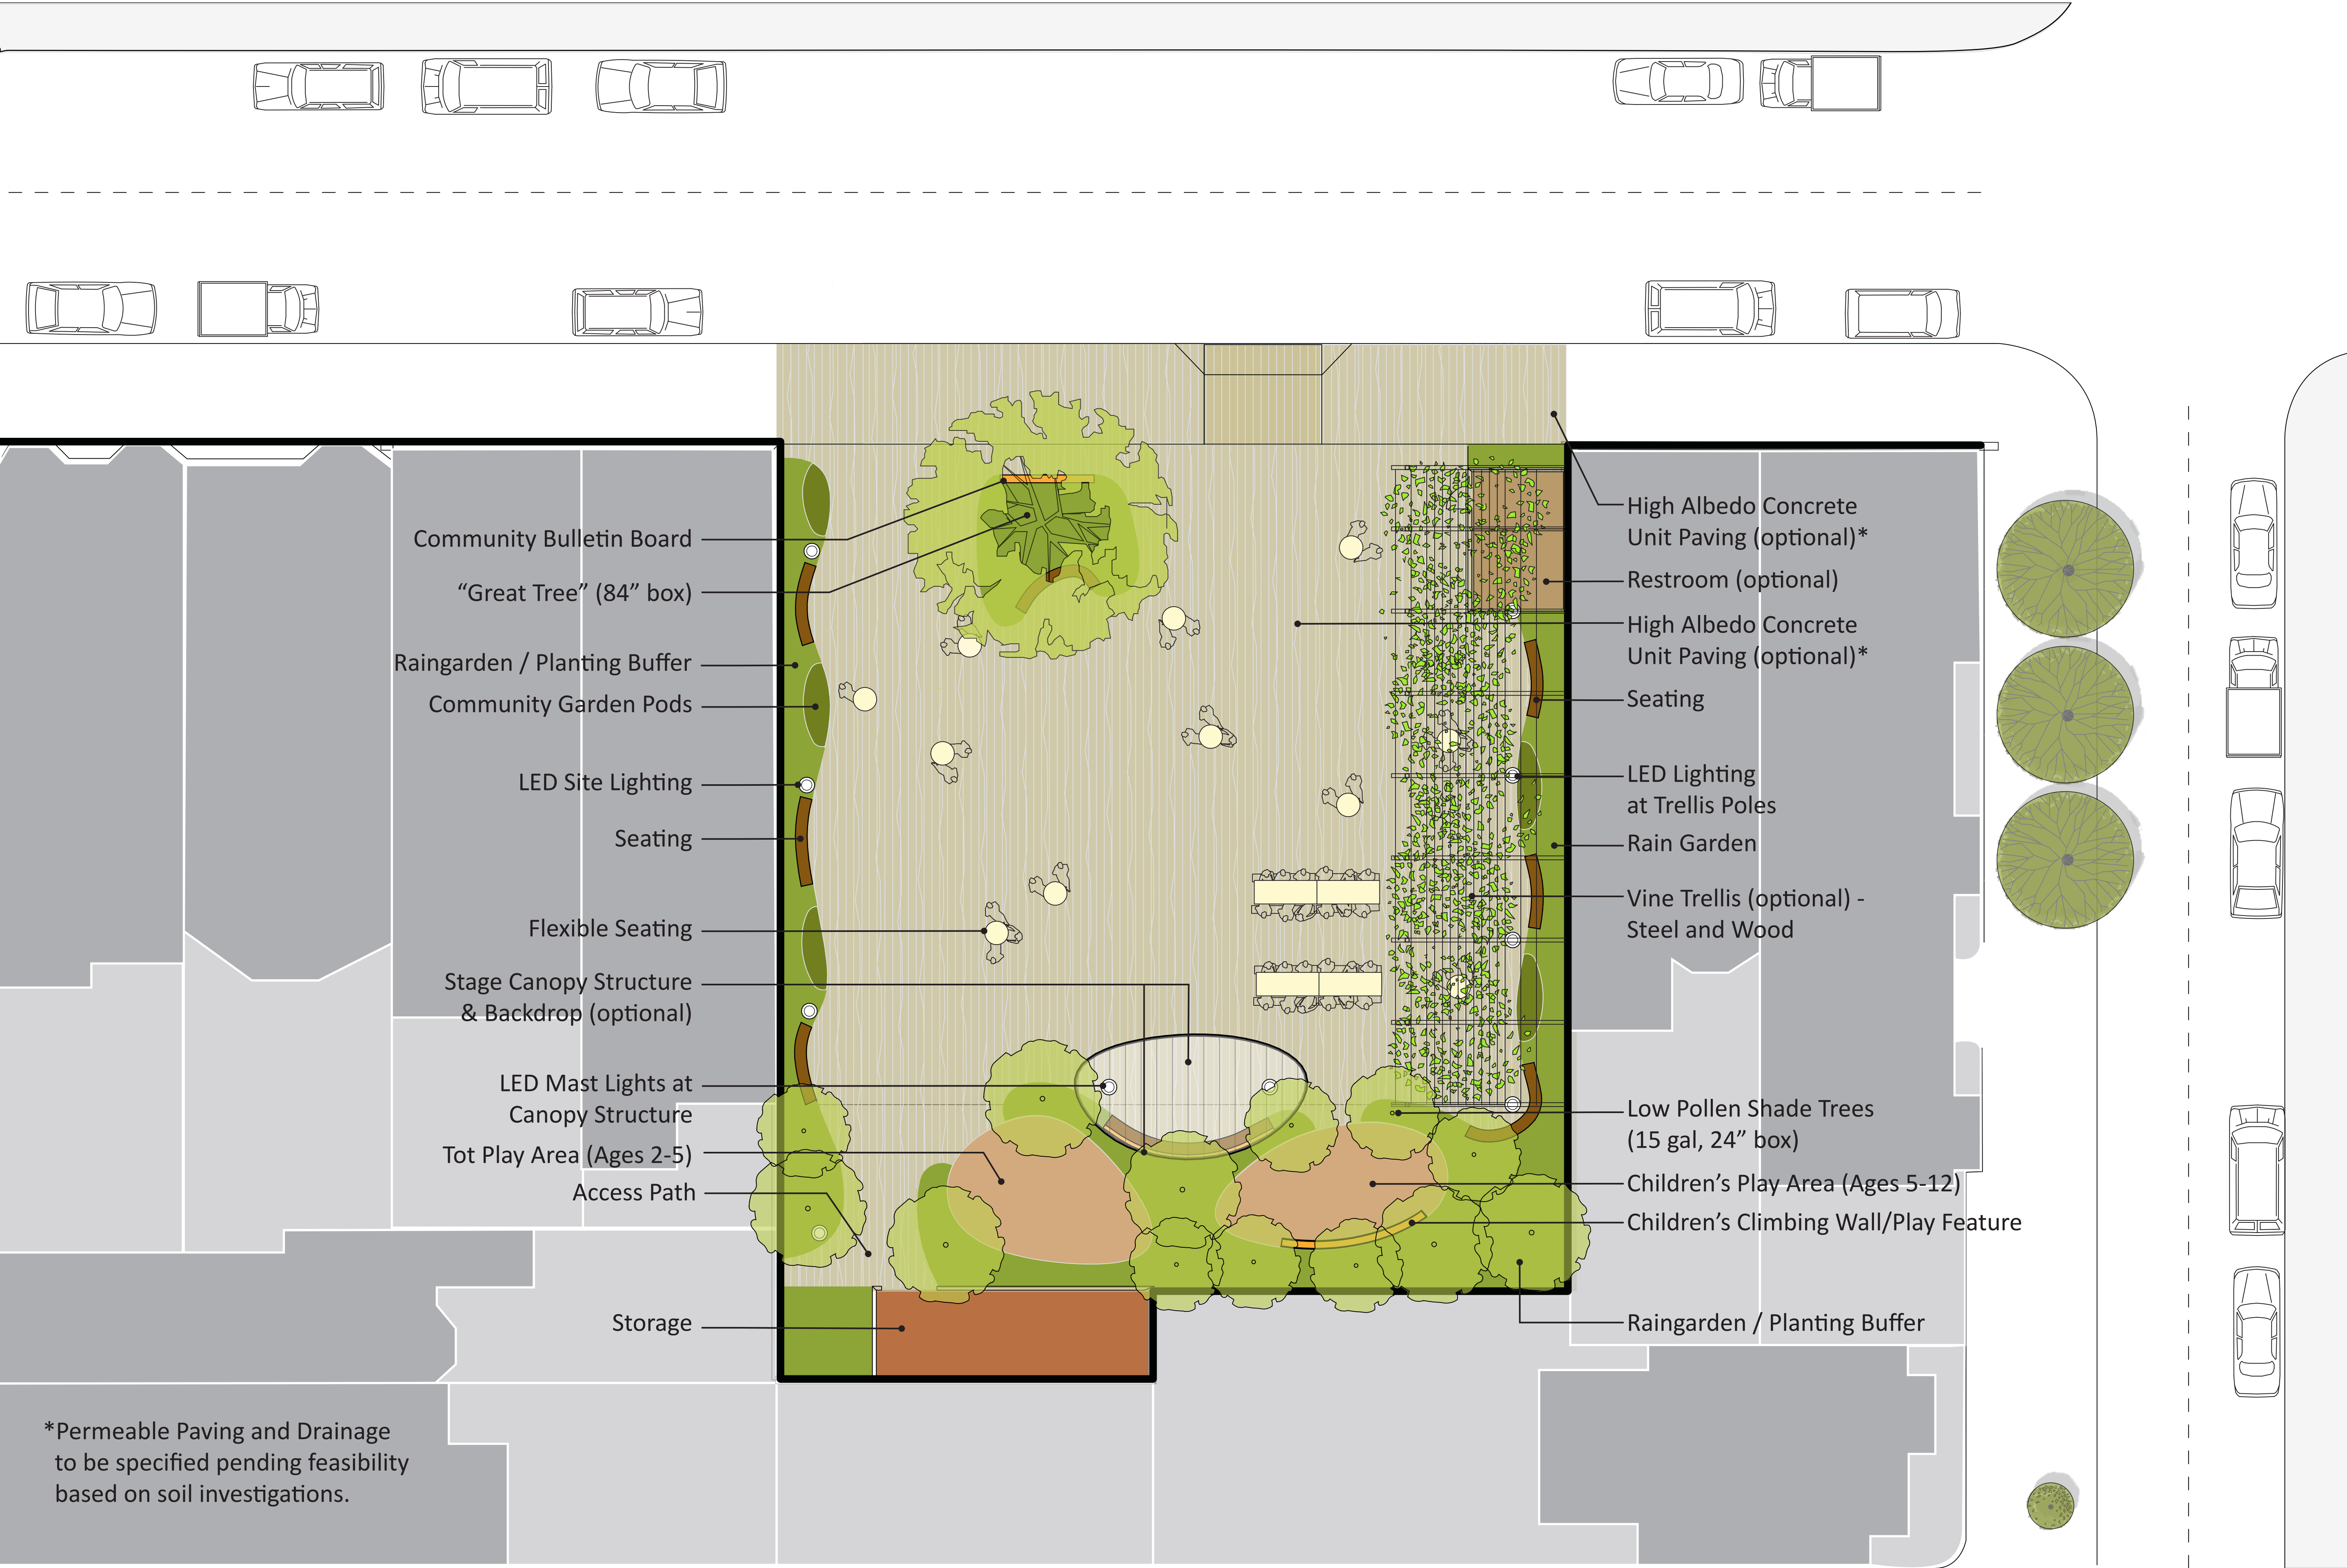 Community Bulletin Board
“Great Tree” (84” box)
Raingarden / Planting Buffer
Community Garden Pods
LED Site Lighting
Seating
Flexible Seating
Stage Canopy Structure
& Backdrop (optional)
LED Mast Lights at
Canopy Structure
Tot Play Area (Ages 2-5)
Access Path
Storage
*Permeable Paving and Drainage
to be specified pending feasibility
based on soil investigations.
High Albedo Concrete
Unit Paving (optional)*
Restroom (optional)
High Albedo Concrete
Unit Paving (optional)*
Seating
LED Lighting
at Trellis Poles
Rain Garden
Vine Trellis (optional) -
Steel and Wood
Low Pollen Shade Trees
(15 gal, 24” box)
Children’s Play Area (Ages 5-12)
Children’s Climbing Wall/Play Feature
Raingarden / Planting Buffer